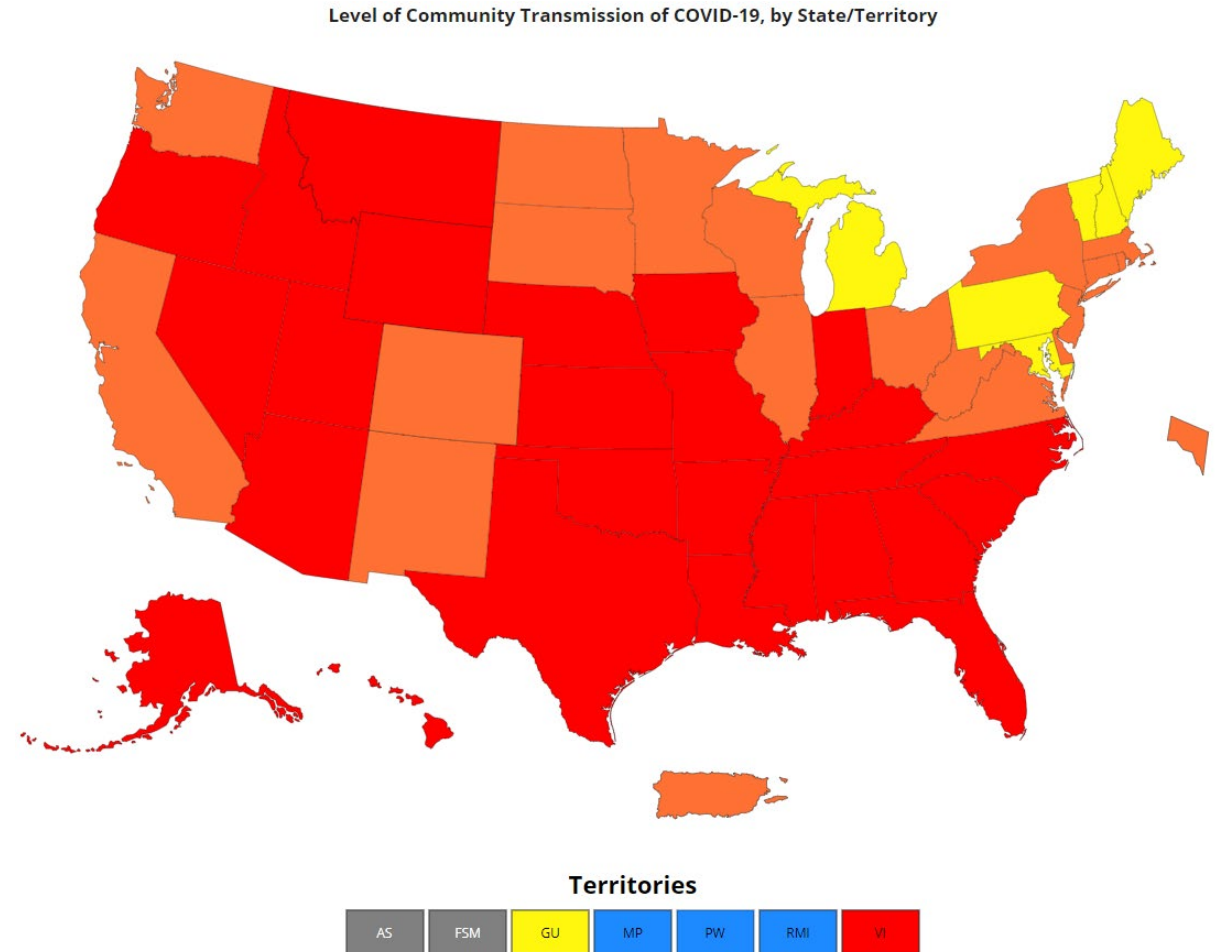 Level of Community Transmission of COVID-19, by State/Territory
Territories
AS FSM GU MP PW RMI VI